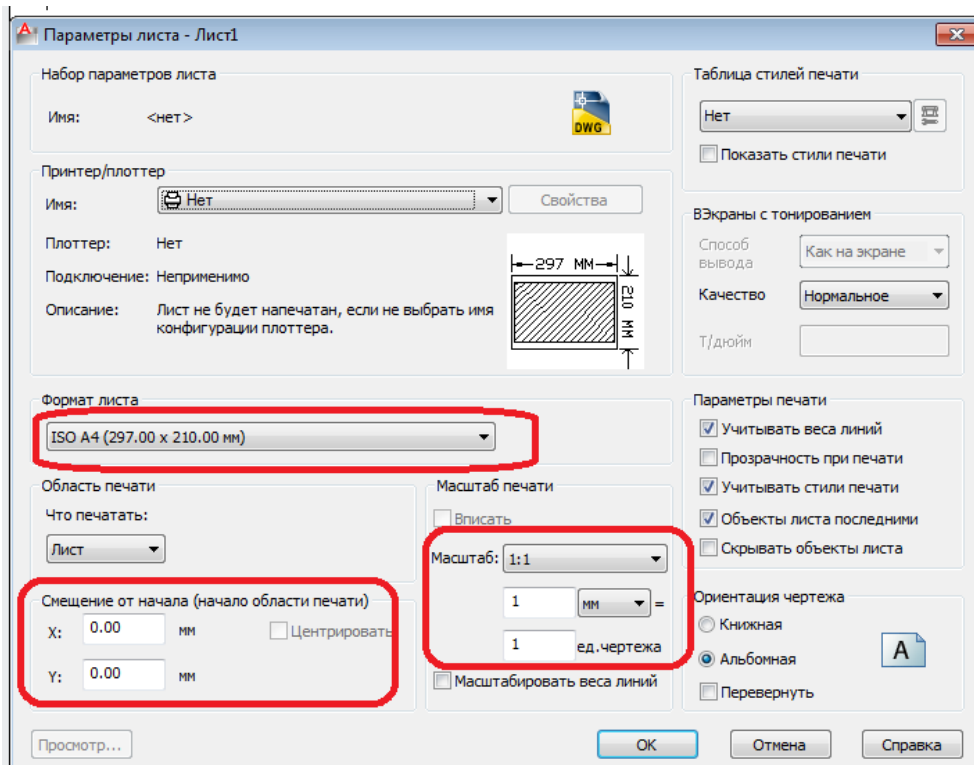 Параметры листа - Лист1
Набор параметров листа
Имя: <нет>
DWG
Таблица стилей печати
Нет
Показать стили печати
Принтер/плоттер
Имя: Нет
Свойства
Плоттер: Нет
Подключение: Неприменимо
Описание: Лист не будет напечатан, если не выбрать имя
конфигурации плоттера.
297 MM
210 MM
ВЭкраны с тонированием
Способ
вывода
Как на экране
Качество
Нормальное
Т/дюйм
Формат листа
ISO A4 (297.00 x 210.00 мм)
Область печати
Что печатать:
Лист
Масштаб печати
Вписать
Масштаб: 1:1
1 мм =
1 ед.чертежа
Масштабировать веса линий
Смещение от начала (начало области печати)
X: 0.00 мм
Центрировать
Y: 0.00 мм
Параметры печати
Учитывать веса линий
Прозрачность при печати
Учитывать стили печати
Объекты листа последними
Скрывать объекты листа
Ориентация чертежа
Книжная
Альбомная
A
Перевернуть
Просмотр...
OK
Отмена
Справка